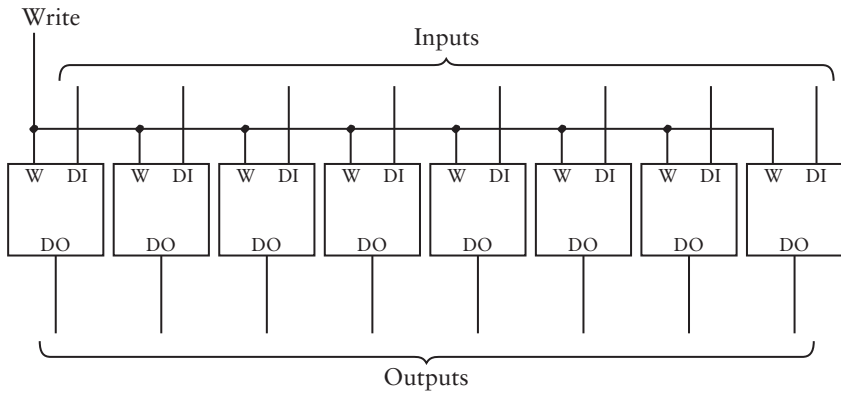 Write
Inputs
W DI W DI W DI W DI W DI W DI W DI W DI
DO DO DO DO DO DO DO DO
Outputs